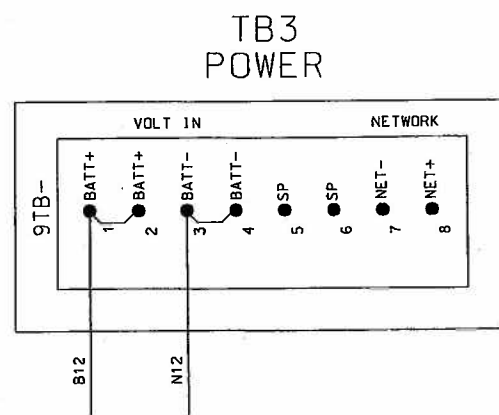 TB3
POWER
VOLT IN
NETWORK
9TB-
BATT+
BATT+
BATT-
BATT-
SP
SP
NET-
NET+
1
2
3
4
5
6
7
8
B12
N12